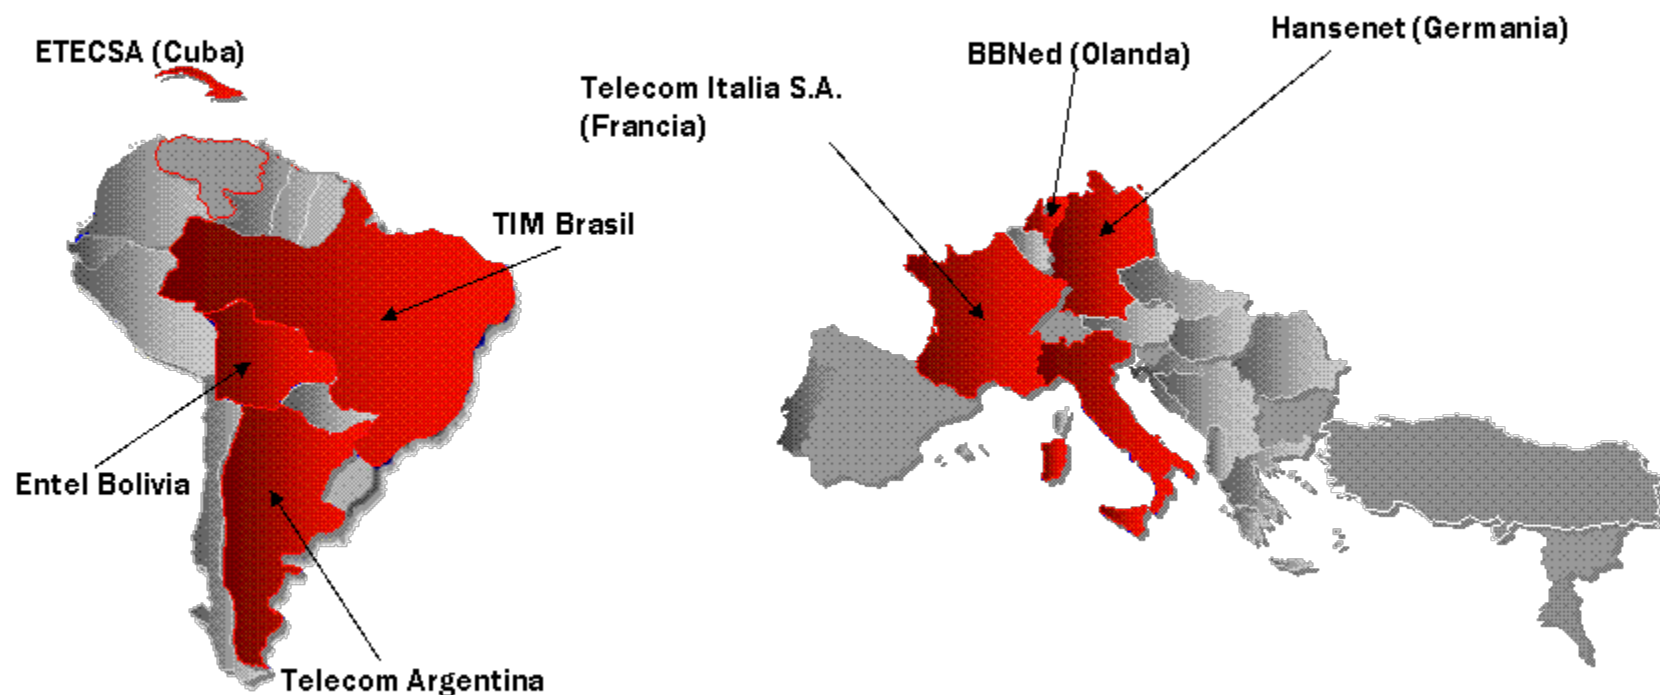 ETECSA (Cuba)
TIM Brasil
Entel Bolivia
Telecom Argentina
Telecom Italia S.A.
(Francia)
BBNed (Olanda)
Hansenet (Germania)